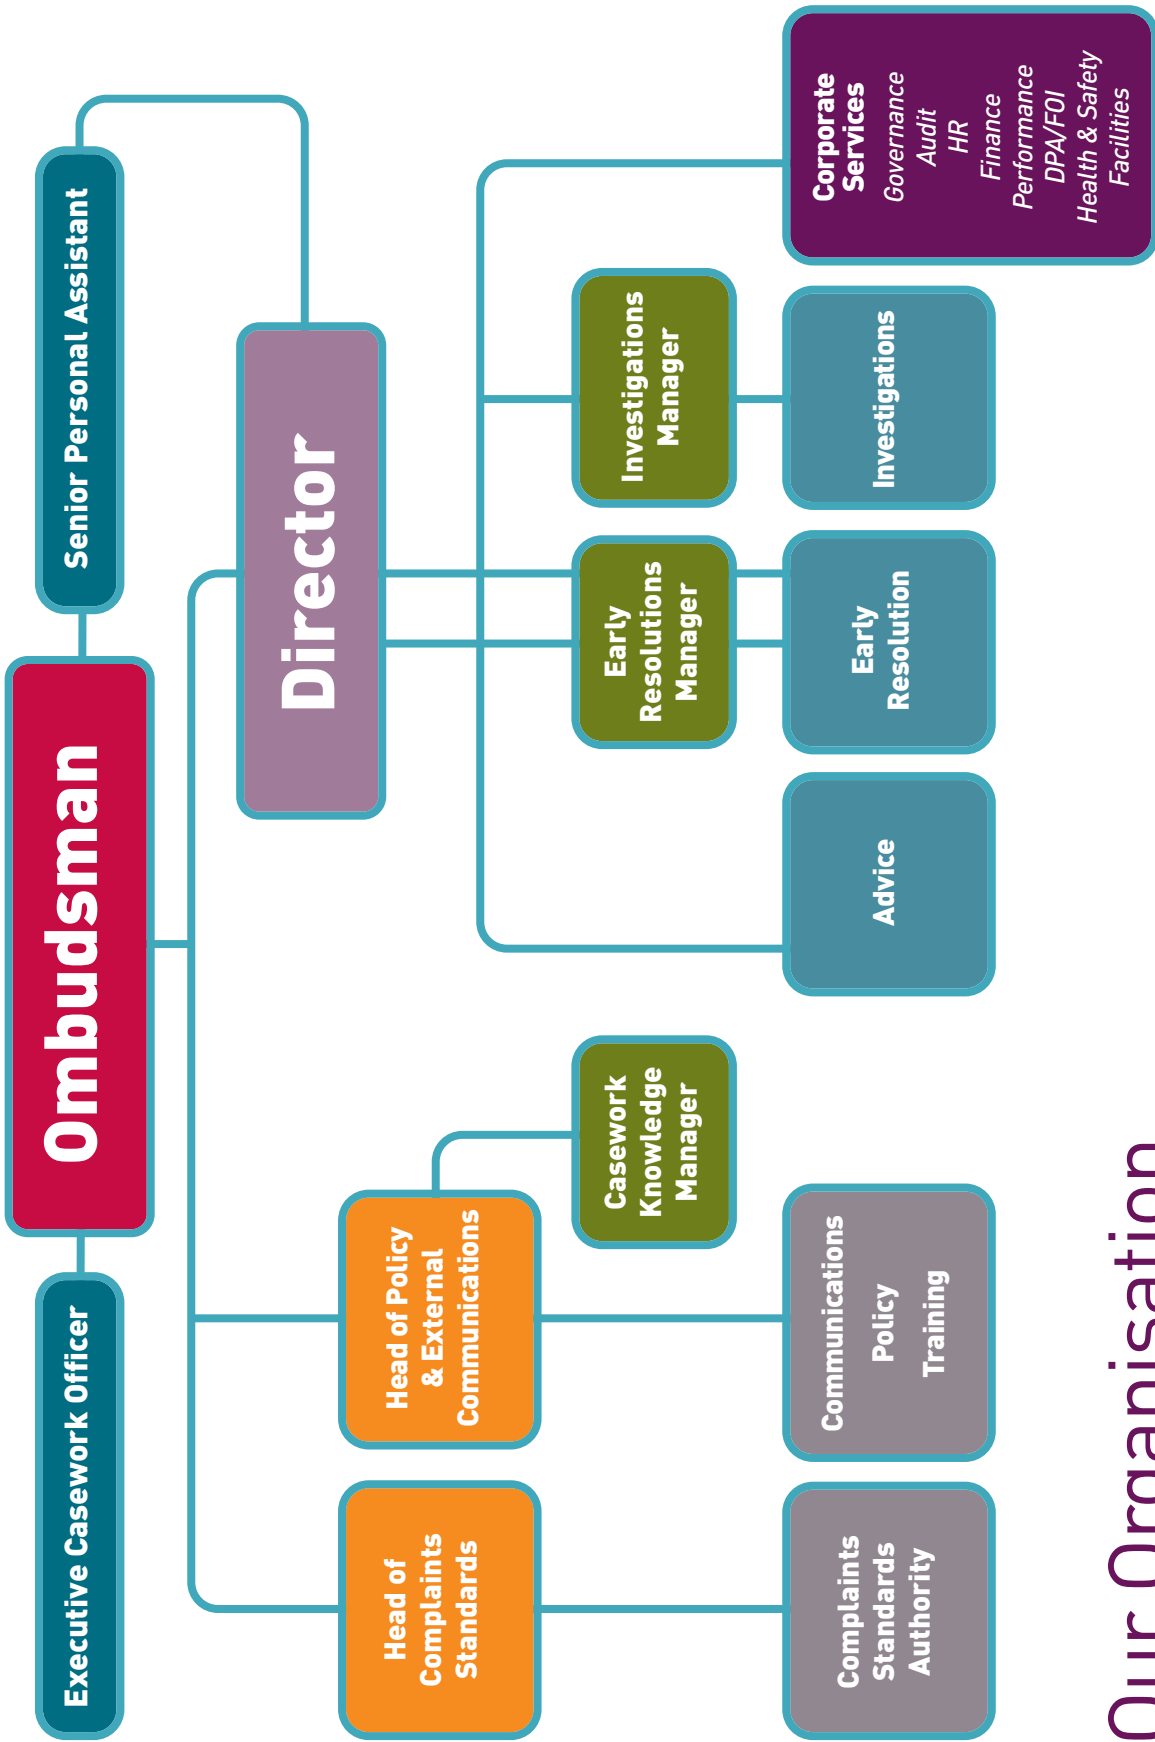 Our Organisation
Executive Casework Officer
Ombudsman
Senior Personal Assistant
Head of
Complaints
Standards
Head of Policy
& External
Communications
Director
Casework
Knowledge
Manager
Early
Resolutions
Manager
Investigations
Manager
Complaints
Standards
Authority
Communications
Policy
Training
Advice
Early
Resolution
Investigations
Corporate
Services
Governance
Audit
HR
Finance
Performance
DPA/FOI
Health & Safety
Facilities